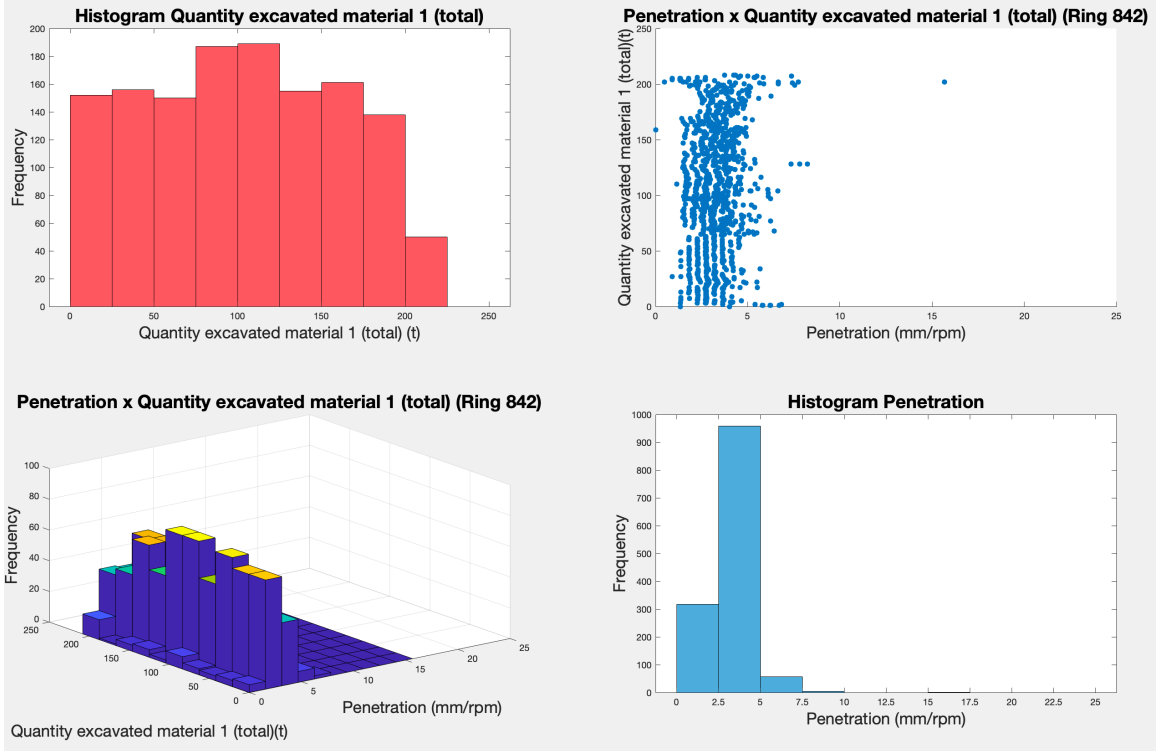 Histogram Quantity excavated material 1 (total)
200
180
160
140
120
100
80
60
40
20
0
Frequency
0 50 100 150 200 250
Quantity excavated material 1 (total) (t)
Penetration x Quantity excavated material 1 (total) (Ring 842)
250
200
150
100
50
0
Quantity excavated material 1 (total)(t)
0 5 10 15 20 25
Penetration (mm/rpm)
Penetration x Quantity excavated material 1 (total) (Ring 842)
100
80
60
40
20
0
Frequency
250
200
150
100
50
0
0
5
10
15
20
25
Penetration (mm/rpm)
Quantity excavated material 1 (total)(t)
Histogram Penetration
1000
900
800
700
600
500
400
300
200
100
0
Frequency
0 2.5 5 7.5 10 12.5 15 17.5 20 22.5 25
Penetration (mm/rpm)